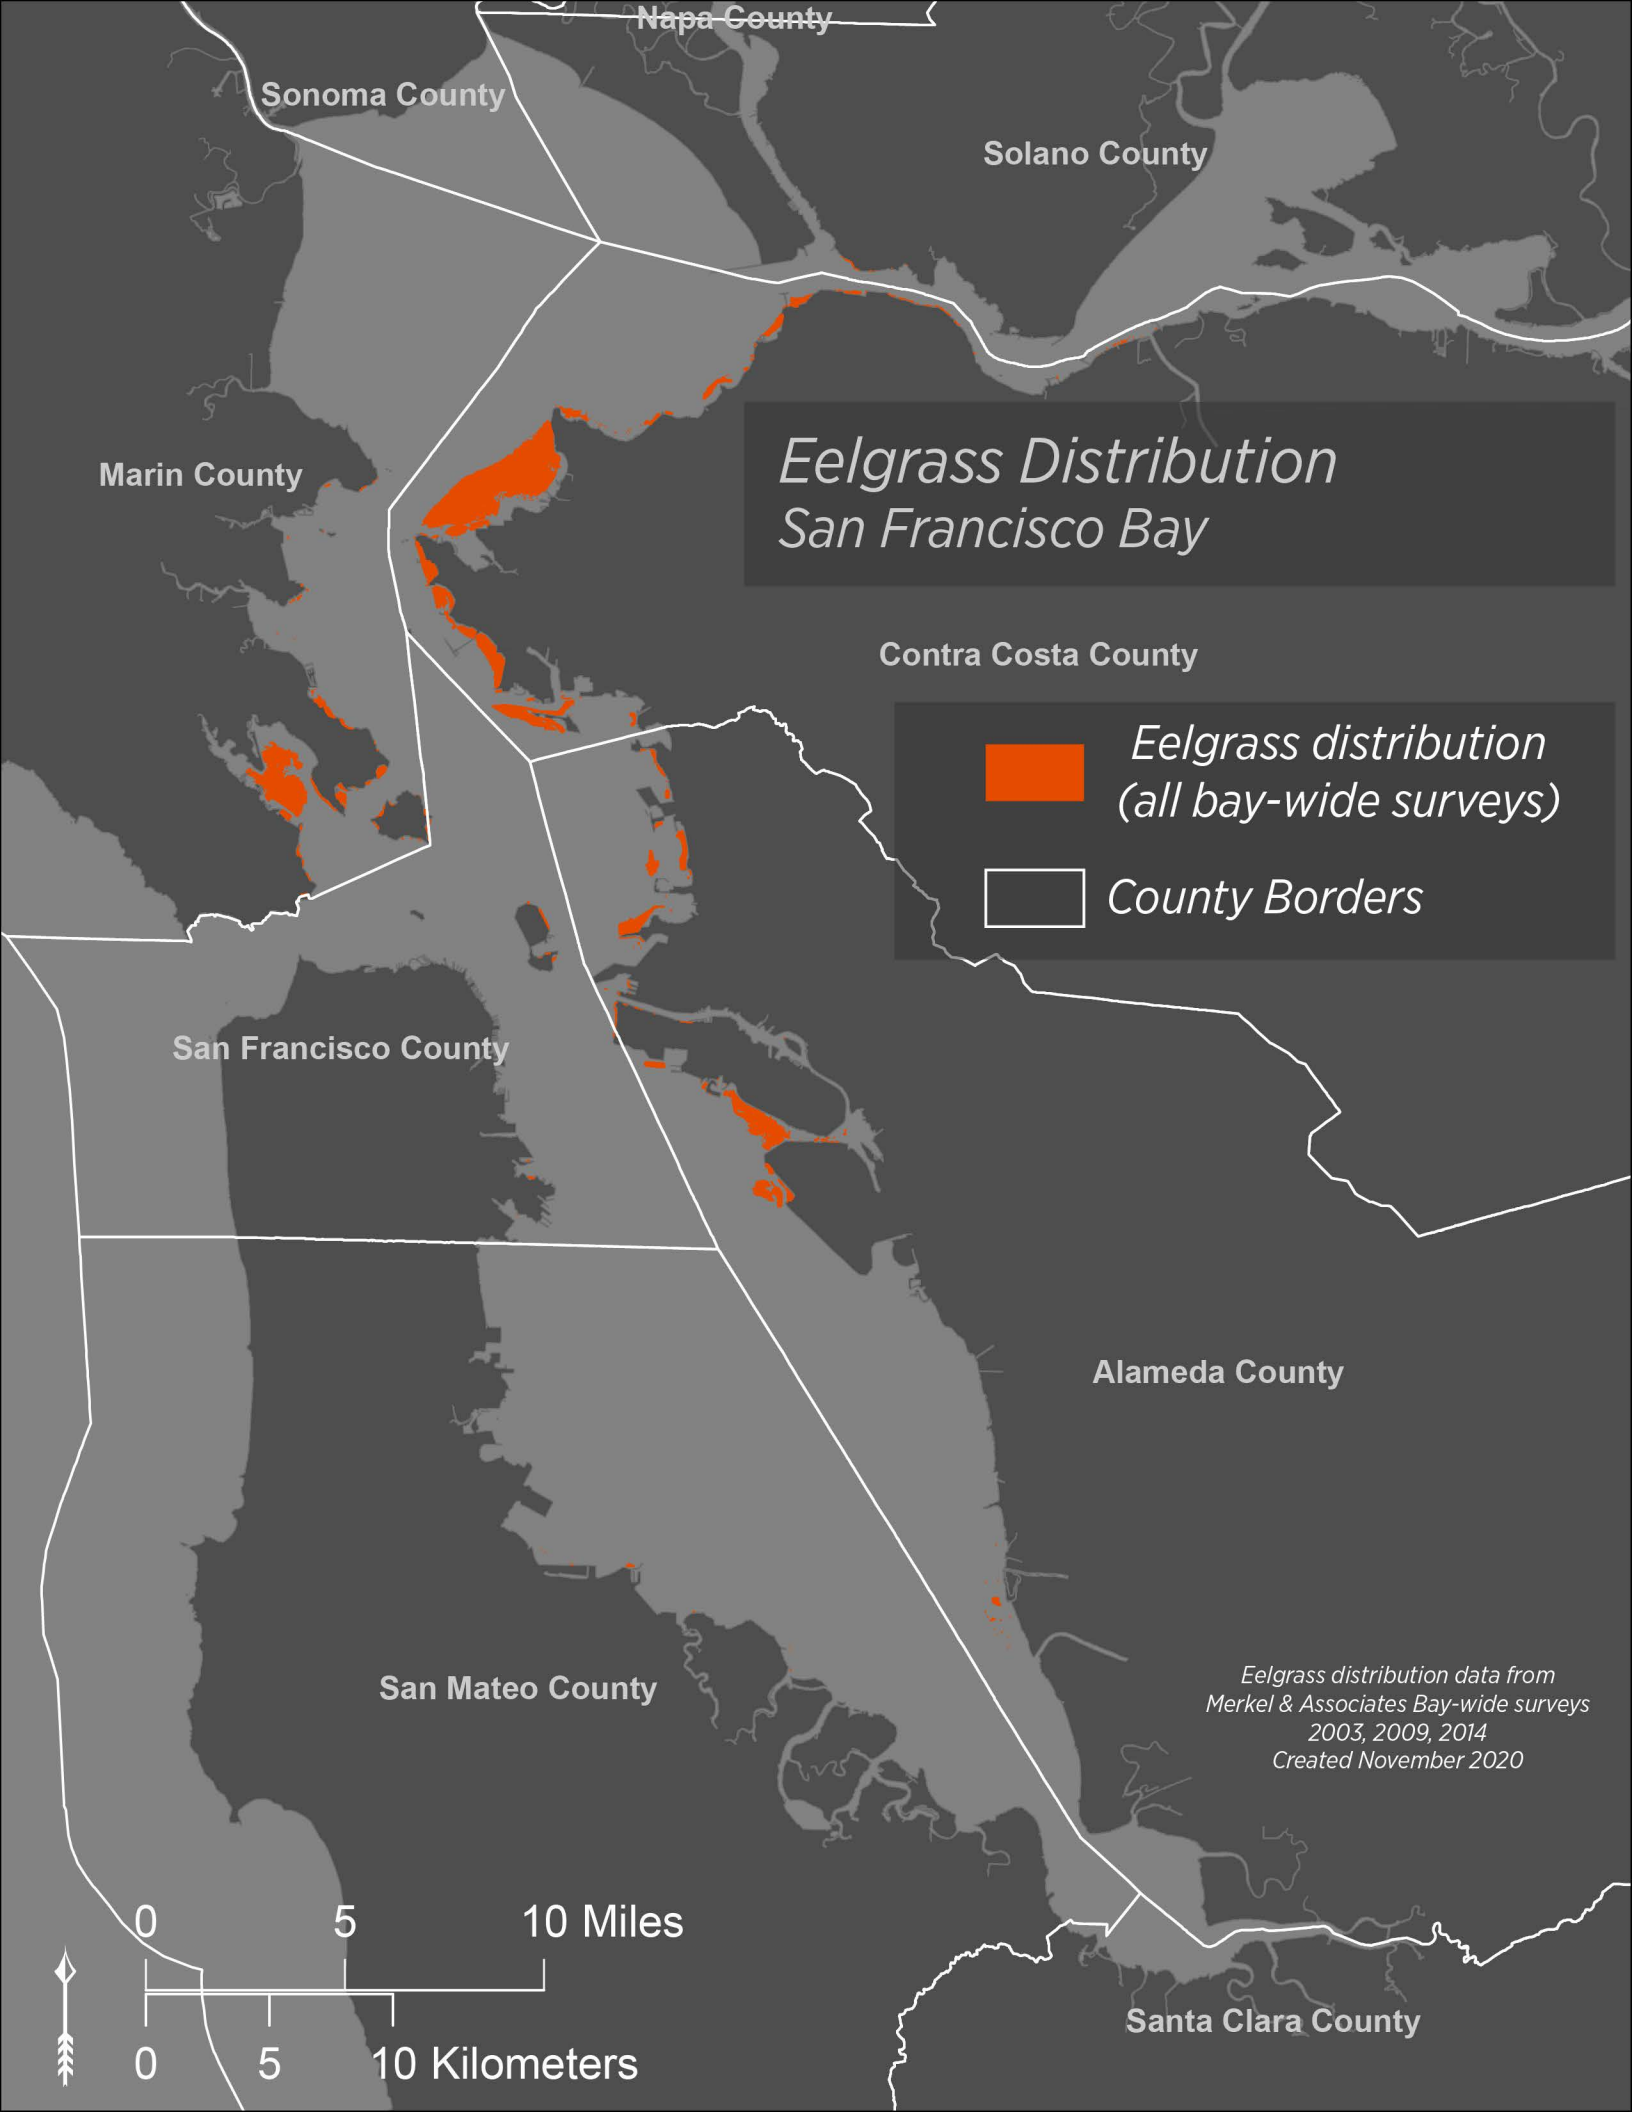 Napa County
Sonoma County
Solano County
Marin County
Eelgrass Distribution
San Francisco Bay
Contra Costa County
Eelgrass distribution
(all bay-wide surveys)
County Borders
San Francisco County
Alameda County
San Mateo County
Eelgrass distribution data from
Merkel & Associates Bay-wide surveys
2003, 2009, 2014
Created November 2020
0 5 10 Miles
0 5 10 Kilometers
Santa Clara County